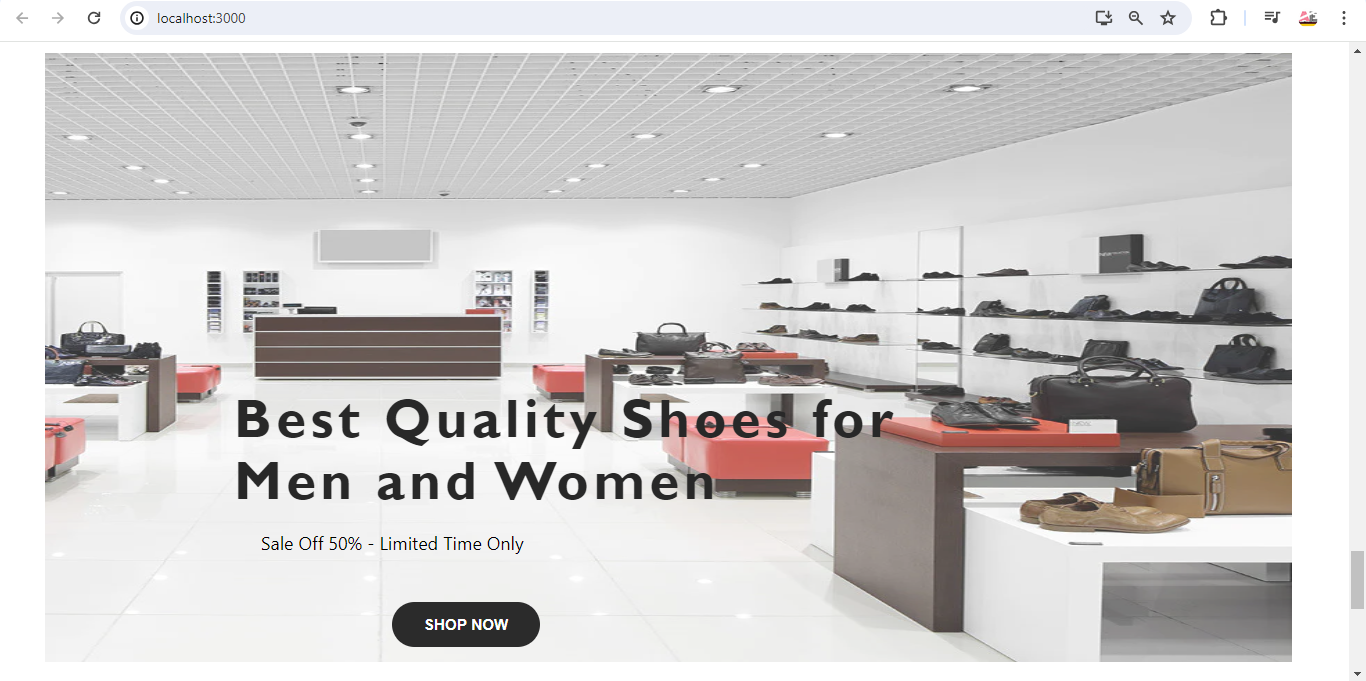 localhost:3000
Best Quality Shoes for
Men and Women
Sale Off 50% - Limited Time Only
SHOP NOW